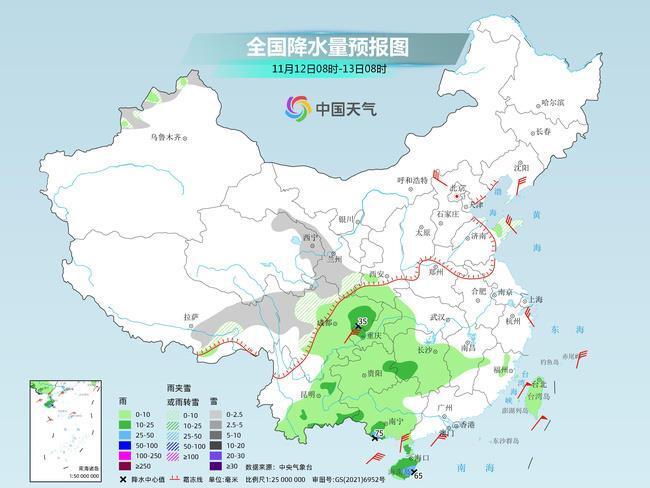 全国降水量预报图
11月12日08时-13日08时
中国天气
哈尔滨
长春
乌鲁木齐
沈阳
呼和浩特
北京
天津
渤
海
银川
石家庄
太原
济南
黄
海
西宁
兰州
西安
郑州
拉萨
成都
35
重庆
合肥
南京
上海
武汉
杭州
东 海
南昌
长沙
钓鱼岛
赤尾屿
贵阳
福州
台北
台湾岛
台
湾
海
峡
澎湖列岛
昆明
广州
香港
澳门
东沙群岛
南宁
75
海口
海南岛
65
南 海
南海诸岛
1:50 000 000
雨
雨夹雪
或雨转雪
雪
0-10
0-10
0-2.5
10-25
10-25
2.5-5
25-50
25-50
5-10
50-100
50-100
10-20
100-250
≥100
20-30
≥250
≥30
降水中心值
霜冻线
单位:毫米
数据来源：中央气象台
比例尺1:25 000 000
审图号:GS(2021)6952号